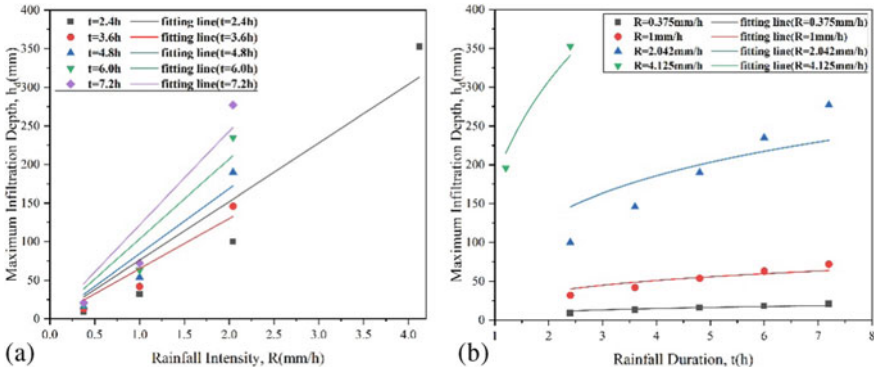 400
350
300
250
200
150
100
50
0
Maximum Infiltration Depth, h_d(mm)
t=2.4h fitting line(t=2.4h)
t=3.6h fitting line(t=3.6h)
t=4.8h fitting line(t=4.8h)
t=6.0h fitting line(t=6.0h)
t=7.2h fitting line(t=7.2h)
0.0 0.5 1.0 1.5 2.0 2.5 3.0 3.5 4.0
(a)
Rainfall Intensity, R(mm/h)
400
350
300
250
200
150
100
50
0
Maximum Infiltration Depth, h_d(mm)
R=0.375mm/h fitting line(R=0.375mm/h)
R=1mm/h fitting line(R=1mm/h)
R=2.042mm/h fitting line(R=2.042mm/h)
R=4.125mm/h fitting line(R=4.125mm/h)
1 2 3 4 5 6 7 8
(b)
Rainfall Duration, t(h)